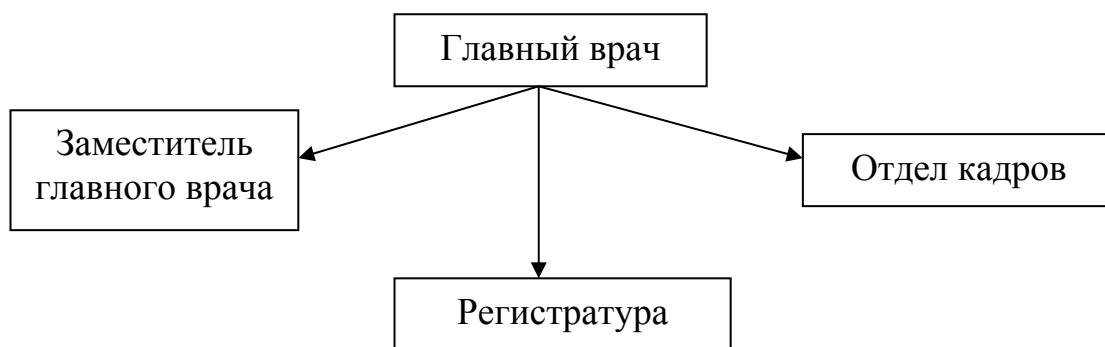 Главный врач
Заместитель
главного врача
Отдел кадров
Регистратура